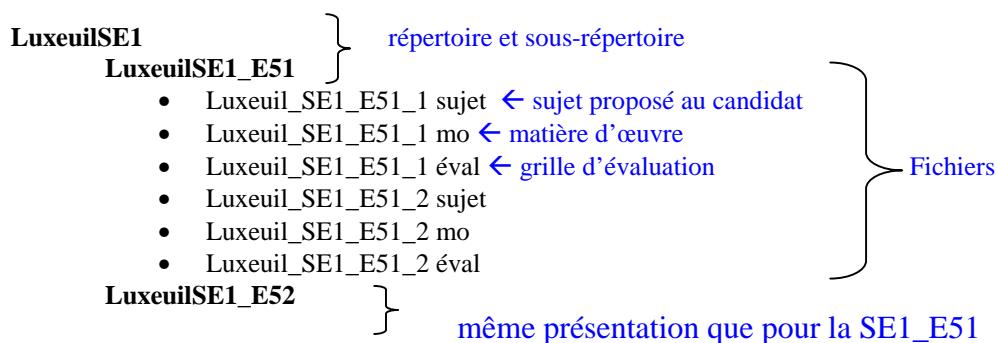 LuxeuilSE1 répertoire et sous-répertoire
LuxeuilSE1_E51
• Luxeuil_SE1_E51_1 sujet ← sujet proposé au candidat
• Luxeuil_SE1_E51_1 mo ← matière d’œuvre
• Luxeuil_SE1_E51_1 éval ← grille d’évaluation Fichiers
• Luxeuil_SE1_E51_2 sujet
• Luxeuil_SE1_E51_2 mo
• Luxeuil_SE1_E51_2 éval
LuxeuilSE1_E52
même présentation que pour la SE1_E51